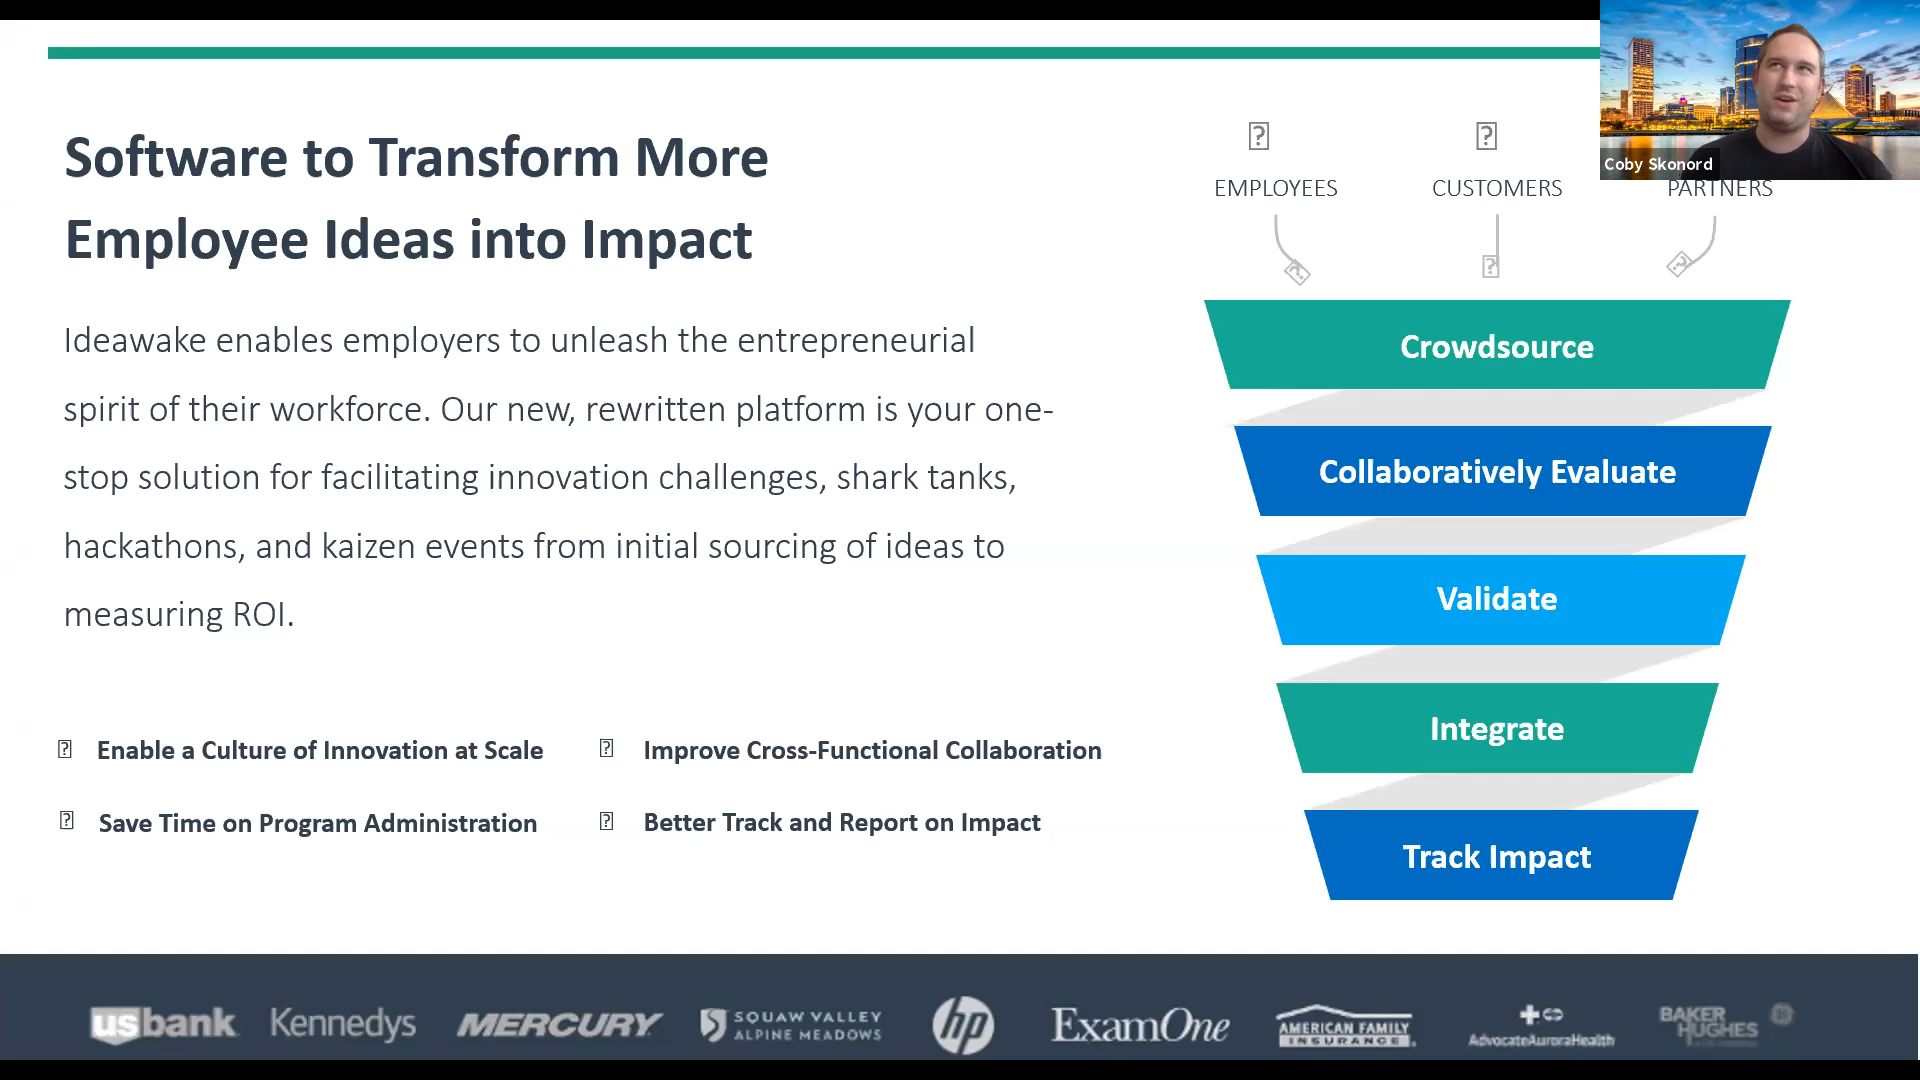 Software to Transform More
Employee Ideas into Impact
Ideawake enables employers to unleash the entrepreneurial
spirit of their workforce. Our new, rewritten platform is your one-
stop solution for facilitating innovation challenges, shark tanks,
hackathons, and kaizen events from initial sourcing of ideas to
measuring ROI.
Enable a Culture of Innovation at Scale
Improve Cross-Functional Collaboration
Save Time on Program Administration
Better Track and Report on Impact
EMPLOYEES
CUSTOMERS
PARTNERS
Coby Skonord
Crowdsource
Collaboratively Evaluate
Validate
Integrate
Track Impact
usbank
Kennedys
MERCURY
SQUAW VALLEY
ALPINE MEADOWS
hp
ExamOne
AMERICAN FAMILY
INSURANCE
AdvocateAuroraHealth
BAKER
HUGHES